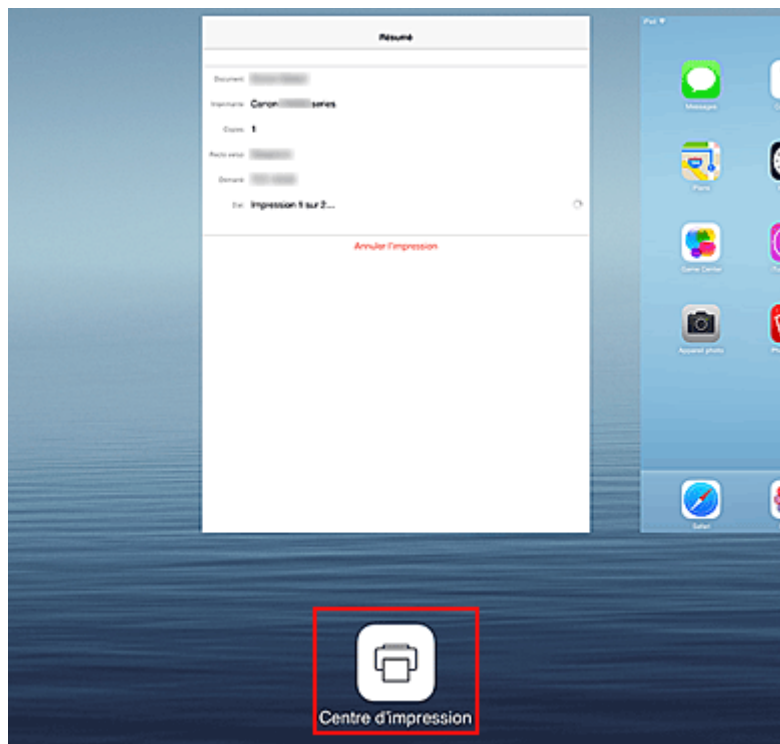 Résumé
iPad
Document
Imprimante Canon series
Copies 1
Recto verso
État Impression 1 sur 2...
Annuler l'impression
Messages
Plans
Game Center
Appareil photo
Safari
Centre d'impression